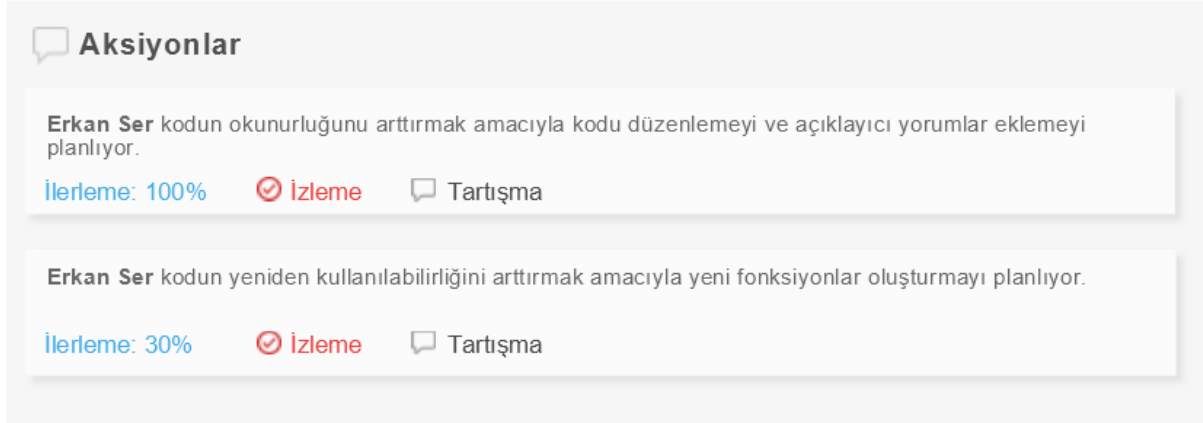 Aksiyonlar
Erkan Ser kodun okunurluğunu arttırmak amacıyla kodu düzenlemeyi ve açıklayıcı yorumlar eklemeyi
planlıyor.
İlerleme: 100% İzleme Tartışma
Erkan Ser kodun yeniden kullanılabilirliğini arttırmak amacıyla yeni fonksiyonlar oluşturmayı planlıyor.
İlerleme: 30% İzleme Tartışma